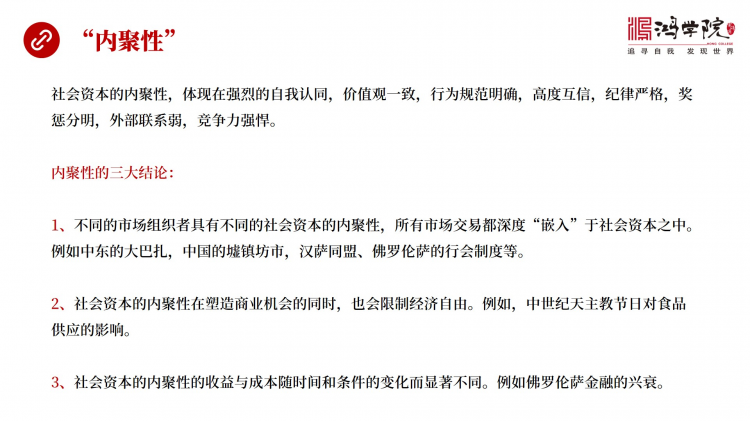 “内聚性”
鸿学院
HONG COLLEGE
追寻自我 发现世界
社会资本的内聚性，体现在强烈的自我认同，价值观一致，行为规范明确，高度互信，纪律严格，奖
惩分明，外部联系弱，竞争力强悍。
内聚性的三大结论：
1、不同的市场组织者具有不同的社会资本的内聚性，所有市场交易都深度“嵌入”于社会资本之中。
例如中东的大巴扎，中国的墟镇坊市，汉萨同盟、佛罗伦萨的行会制度等。
2、社会资本的内聚性在塑造商业机会的同时，也会限制经济自由。例如，中世纪天主教节日对食品
供应的影响。
3、社会资本的内聚性的收益与成本随时间和条件的变化而显著不同。例如佛罗伦萨金融的兴衰。